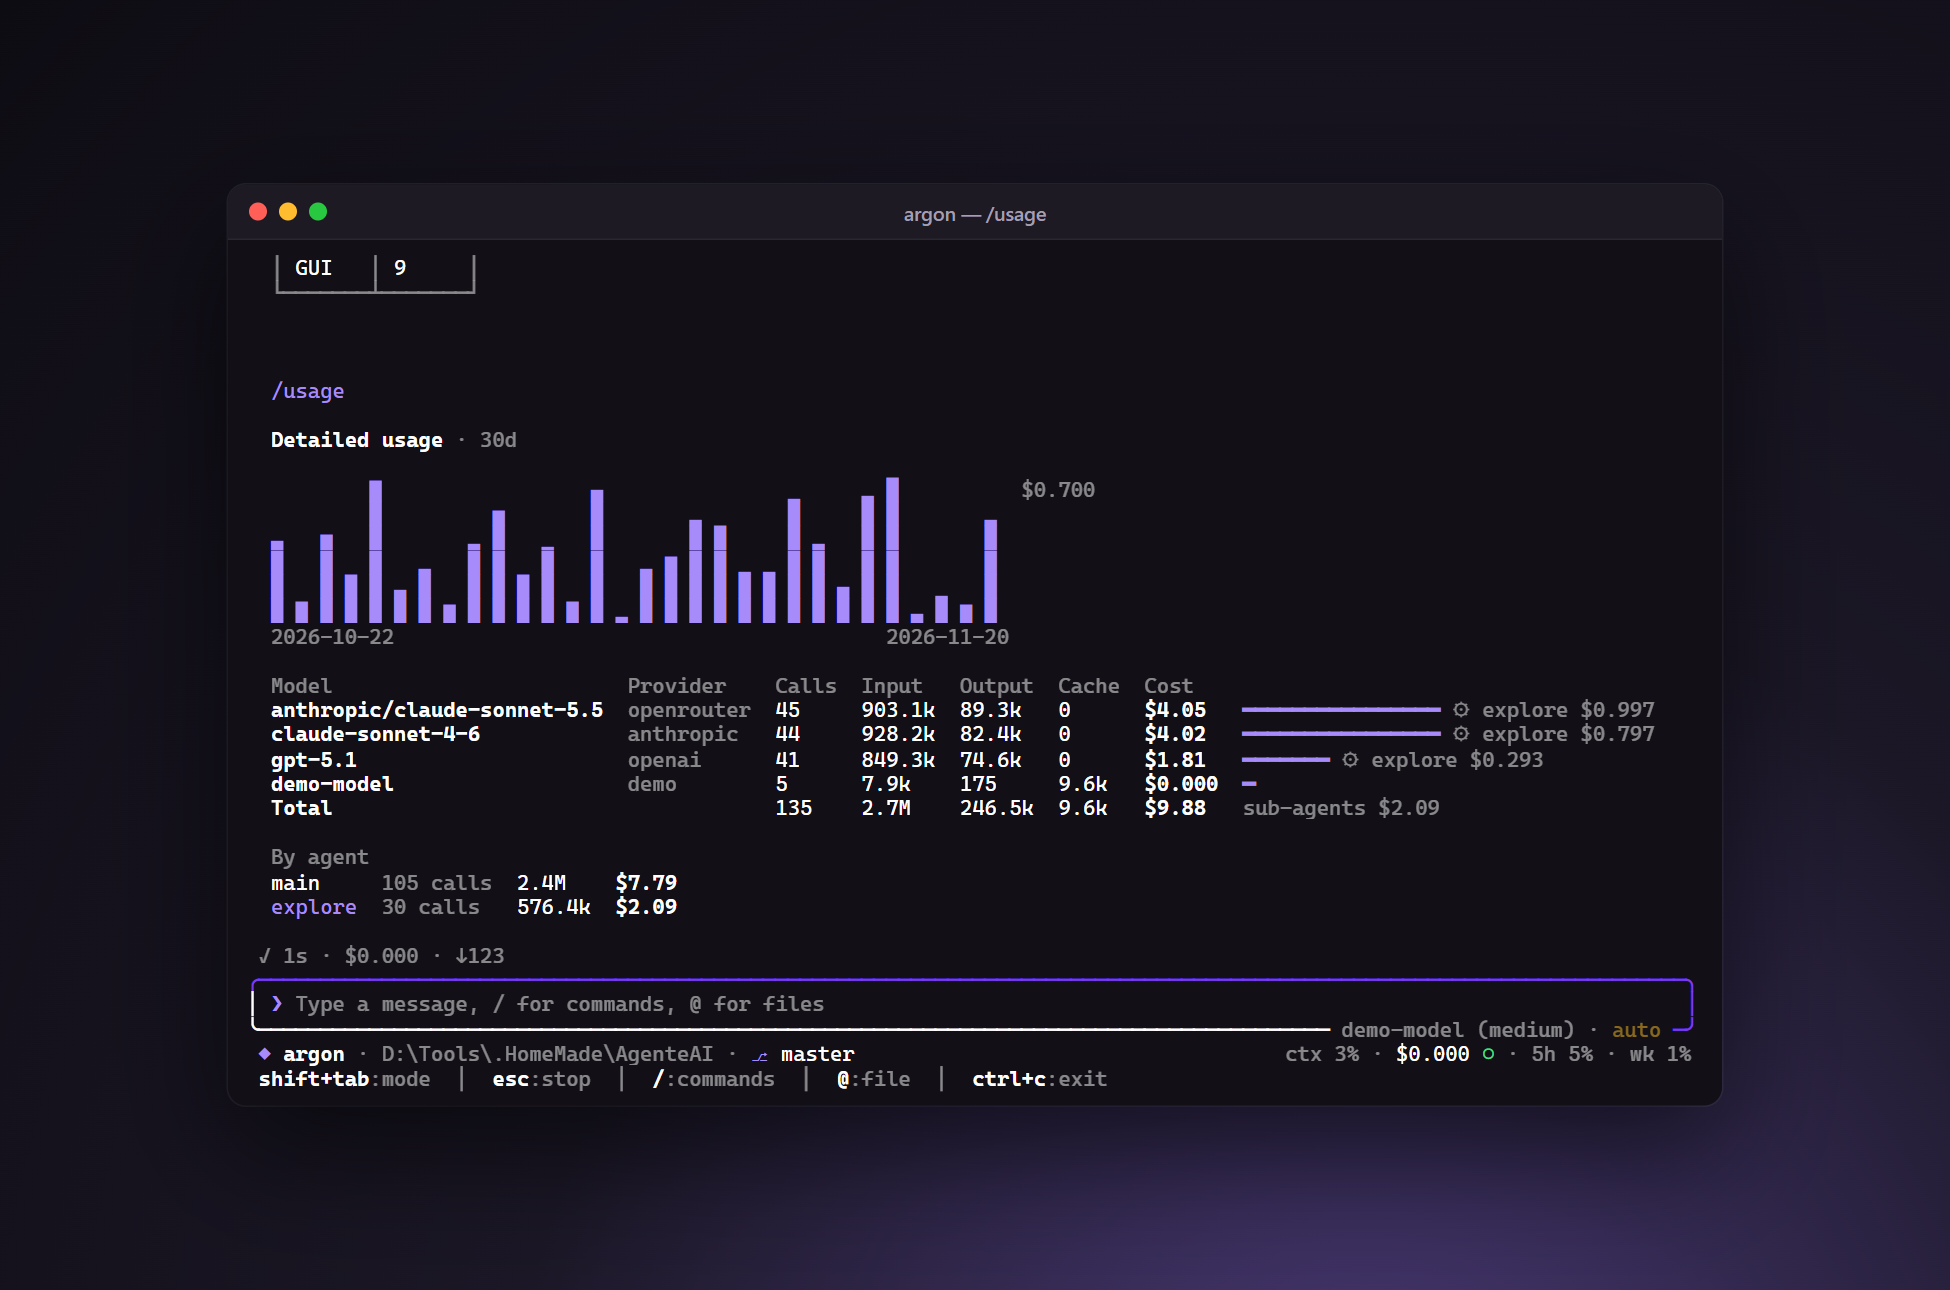 argon — /usage
GUI 9
/usage
Detailed usage · 30d
$0.700
2026-10-22 2026-11-20
Model Provider Calls Input Output Cache Cost
anthropic/claude-sonnet-5.5 openrouter 45 903.1k 89.3k 0 $4.05 ⚙ explore $0.997
claude-sonnet-4-6 anthropic 44 928.2k 82.4k 0 $4.02 ⚙ explore $0.797
gpt-5.1 openai 41 849.3k 74.6k 0 $1.81 ⚙ explore $0.293
demo-model demo 5 7.9k 175 9.6k $0.000
Total 135 2.7M 246.5k 9.6k $9.88 sub-agents $2.09
By agent
main 105 calls 2.4M $7.79
explore 30 calls 576.4k $2.09
✓ 1s · $0.000 · ↓123
❯ Type a message, / for commands, @ for files
demo-model (medium) · auto
◆ argon · D:\Tools\.HomeMade\AgenteAI · ⎇ master ctx 3% · $0.000 ○ · 5h 5% · wk 1%
shift+tab:mode │ esc:stop │ /:commands │ @:file │ ctrl+c:exit